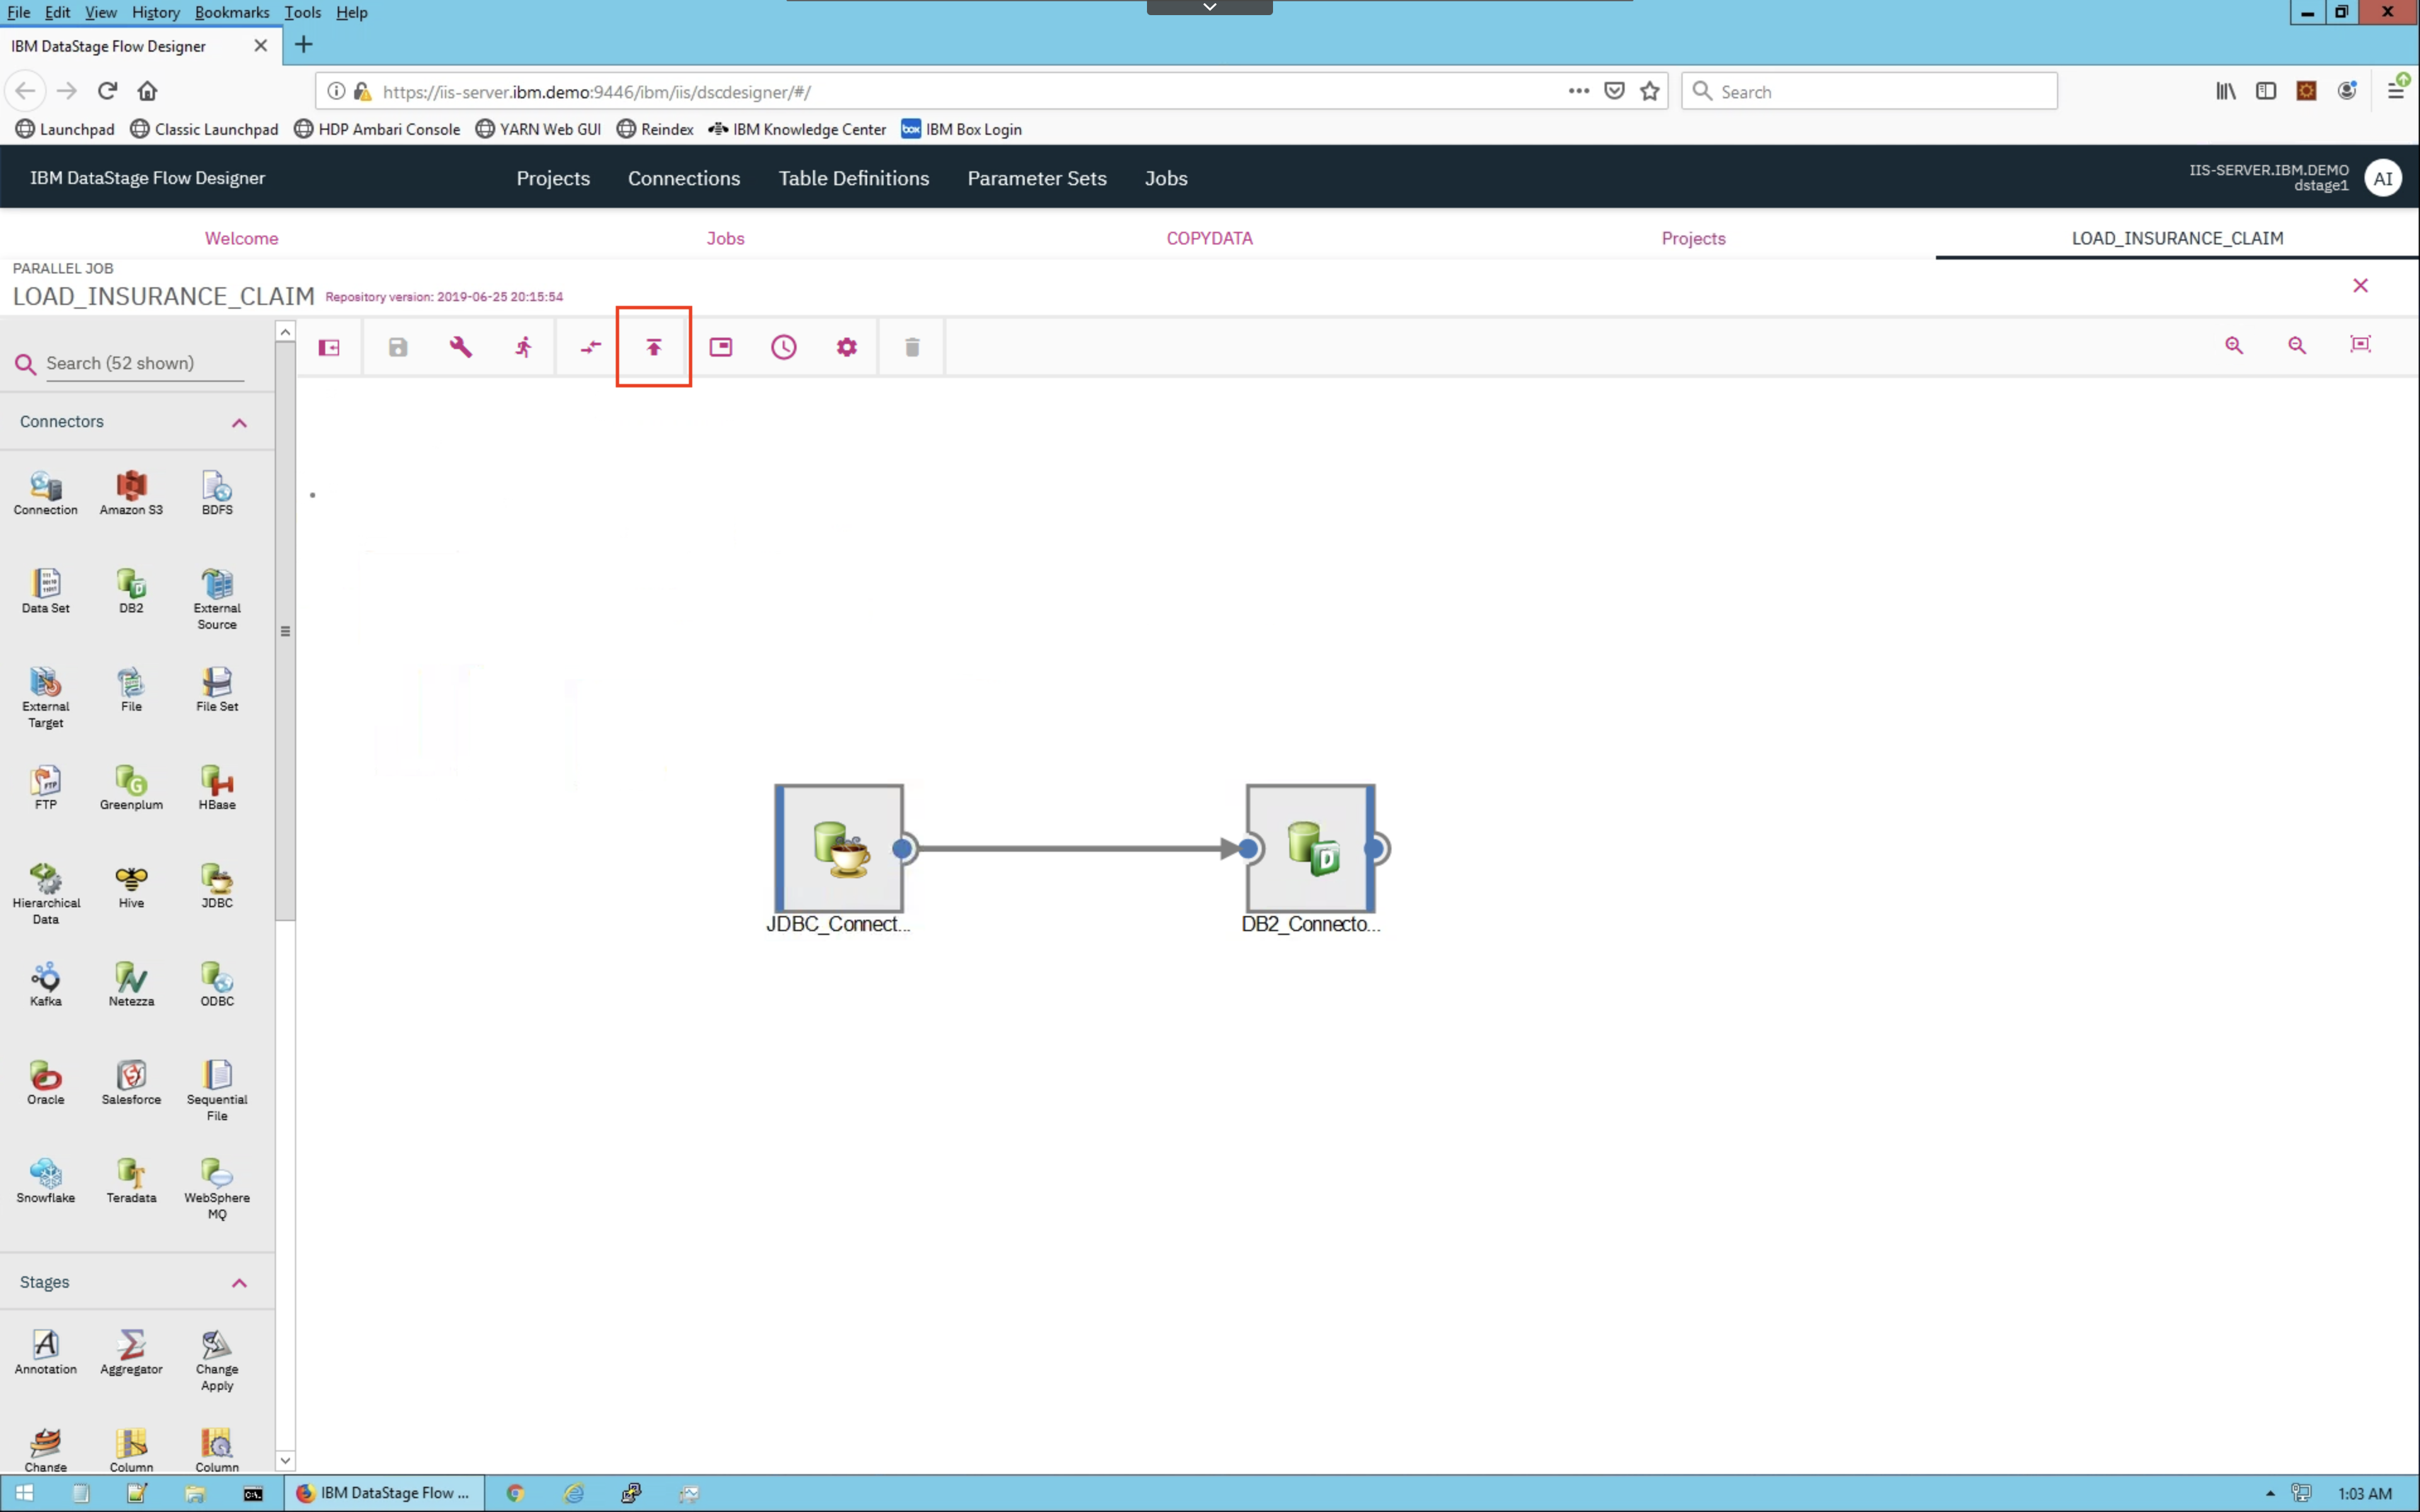 File Edit View History Bookmarks Tools Help
IBM DataStage Flow Designer
https://iis-server.ibm.demo:9446/ibm/iis/dscdesigner/#/
Search
Launchpad Classic Launchpad HDP Ambari Console YARN Web GUI Reindex IBM Knowledge Center box IBM Box Login
IBM DataStage Flow Designer Projects Connections Table Definitions Parameter Sets Jobs
IIS-SERVER.IBM.DEMO
dstage1
AI
Welcome Jobs COPYDATA Projects LOAD_INSURANCE_CLAIM
PARALLEL JOB
LOAD_INSURANCE_CLAIM Repository version: 2019-06-25 20:15:54
Search (52 shown)
Connectors
Connection Amazon S3 BDFS
Data Set DB2 External
Source
External File File Set
Target
FTP Greenplum HBase
Hierarchical Hive JDBC
Data
Kafka Netezza ODBC
Oracle Salesforce Sequential
File
Snowflake Teradata WebSphere
MQ
JDBC_Connect... DB2_Connecto...
Stages
Annotation Aggregator Change
Apply
Change Column Column
IBM DataStage Flow ...
1:03 AM